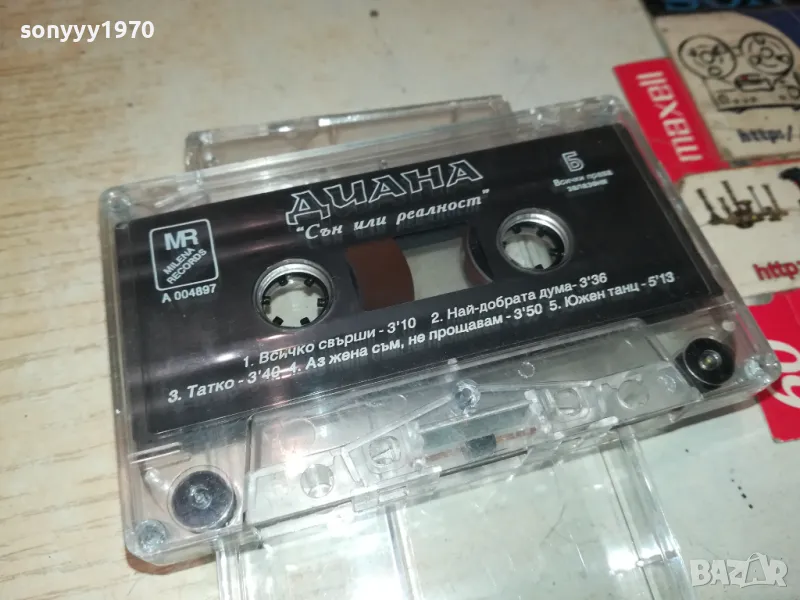 sonyyy1970
maxell
http:/
http
60
ДИАНА
"Сън или реалност"
Б
Всички права
запазени
MR
MILENA
RECORDS
A 004897
1. Всичко свърши - 3'10 2. Най-добрата дума- 3'36
3. Татко - 3'40 4. Аз жена съм, не прощавам - 3'50 5. Южен танц - 5'13
BAZAR